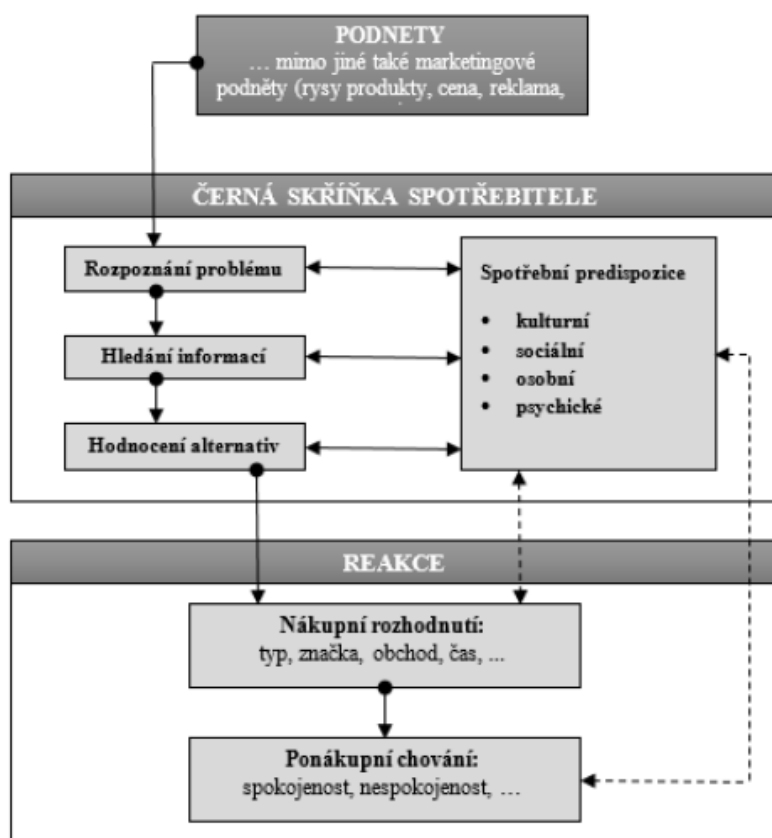 PODNETY
… mimo jiné také marketingové
podněty (rysy produkty, cena, reklama,
ČERNÁ SKŘÍŇKA SPOTŘEBITELE
Rozpoznání problému
Hledání informací
Hodnocení alternativ
Spotřební predispozice
• kulturní
• sociální
• osobní
• psychické
REAKCE
Nákupní rozhodnutí:
typ, značka, obchod, čas, ...
Ponákupní chování:
spokojenost, nespokojenost, …